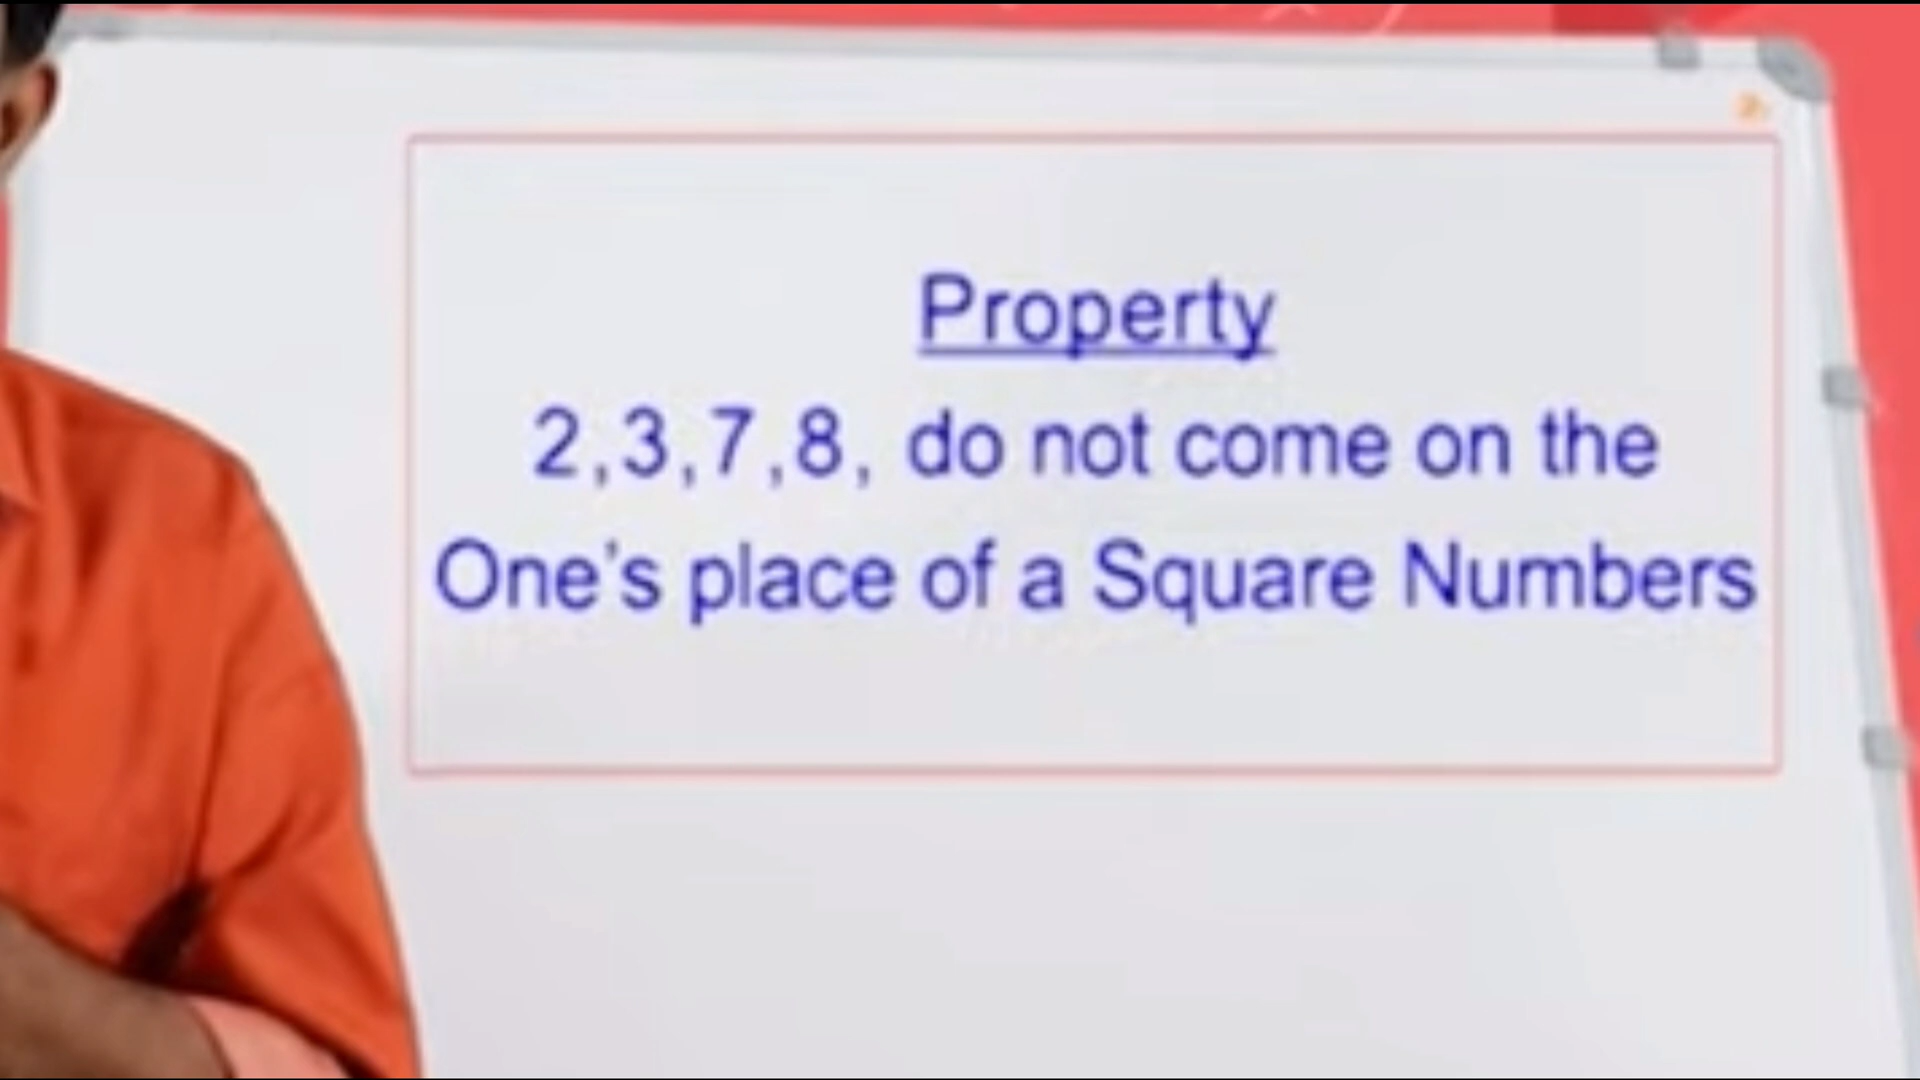 Property
2,3,7,8, do not come on the
One's place of a Square Numbers